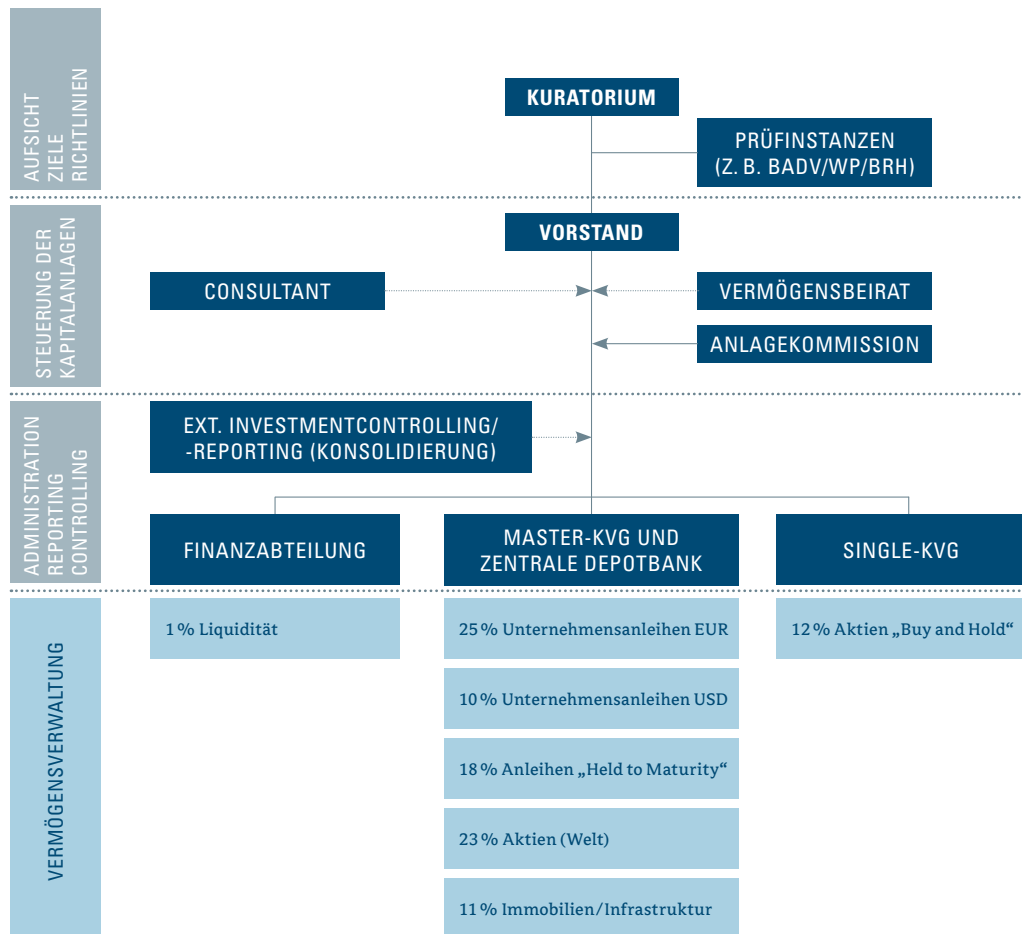 AUFSICHT
ZIELE
RICHTLINIEN
KURATORIUM
PRÜFINSTANZEN
(Z. B. BADV/WP/BRH)
STEUERUNG DER
KAPITALANLAGEN
VORSTAND
CONSULTANT
VERMÖGENSBEIRAT
ANLAGEKOMMISSION
ADMINISTRATION
REPORTING
CONTROLLING
EXT. INVESTMENTCONTROLLING/
-REPORTING (KONSOLIDIERUNG)
FINANZABTEILUNG
MASTER-KVG UND
ZENTRALE DEPOTBANK
SINGLE-KVG
VERMÖGENSVERWALTUNG
1 % Liquidität
25 % Unternehmensanleihen EUR
12 % Aktien „Buy and Hold“
10 % Unternehmensanleihen USD
18 % Anleihen „Held to Maturity“
23 % Aktien (Welt)
11 % Immobilien/Infrastruktur